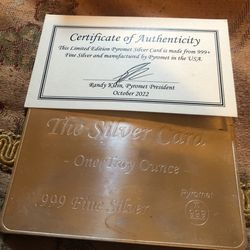 Certificate of Authenticity
This Limited Edition Pyromet Silver Card is made from 999+
Fine Silver and manufactured by Pyromet in the USA.
Randy Klein, Pyromet President
October 2022
The Silver Card
- One Troy Ounce -
.999 Fine Silver
Pyromet
999